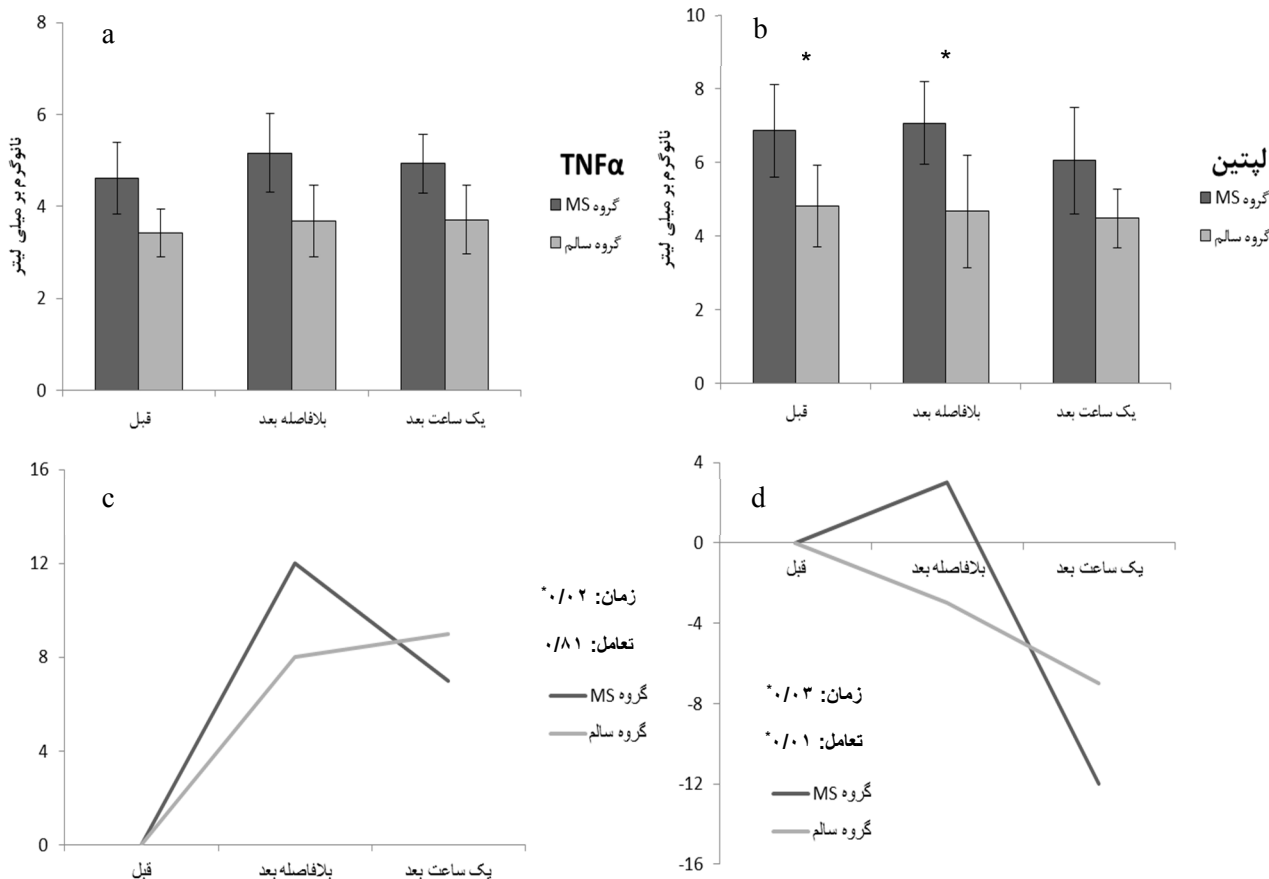 a
8
6
4
2
0
نانوگرم بر میلی لیتر
قبل
بلافاصله بعد
یک ساعت بعد
TNFα
گروه MS
گروه سالم
b
10
8
6
4
2
0
نانوگرم بر میلی لیتر
*
*
قبل
بلافاصله بعد
یک ساعت بعد
لپتین
گروه MS
گروه سالم
c
16
12
8
4
0
قبل
بلافاصله بعد
یک ساعت بعد
زمان: ۰/۰۲*
تعامل: ۰/۸۱
گروه MS
گروه سالم
d
4
0
-4
-8
-12
-16
قبل
بلافاصله بعد
یک ساعت بعد
زمان: ۰/۰۳*
تعامل: ۰/۰۱*
گروه MS
گروه سالم